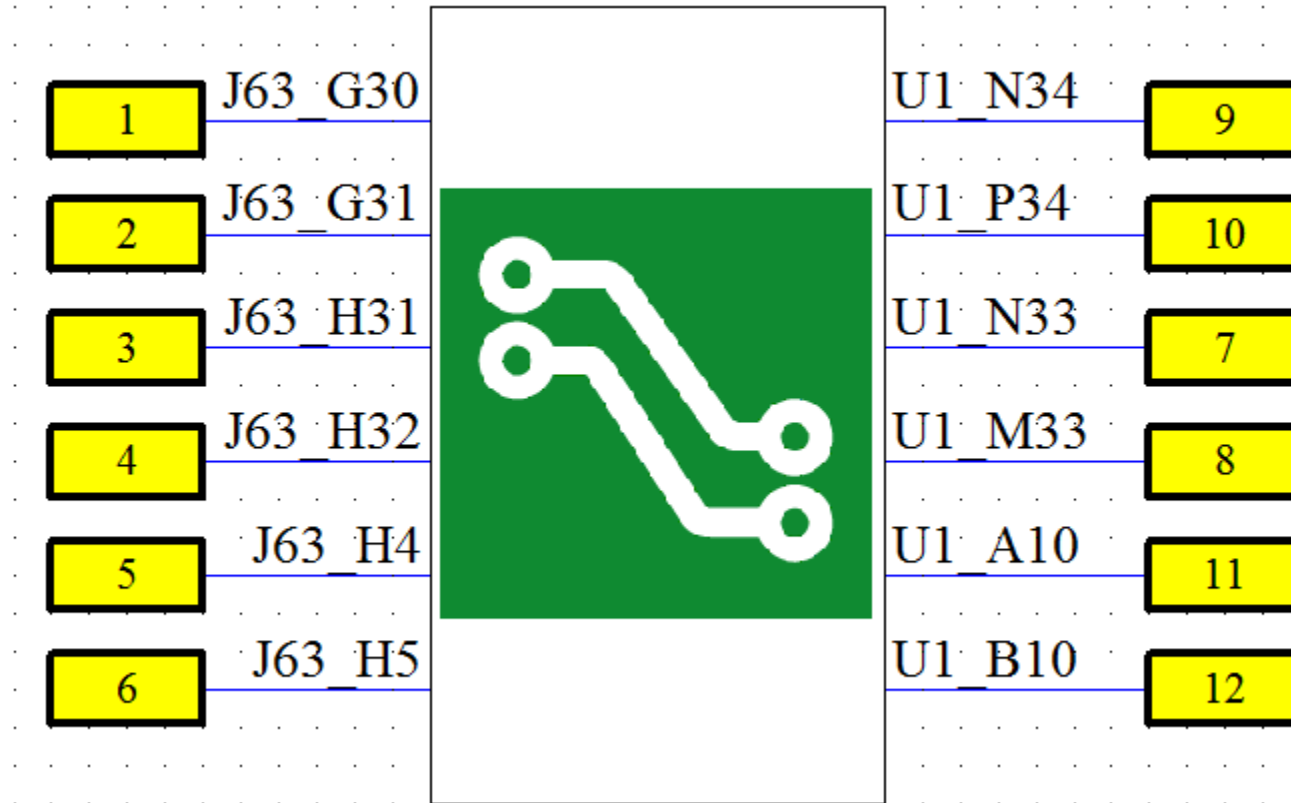 1 J63_G30 U1_N34 9
2 J63_G31 U1_P34 10
3 J63_H31 U1_N33 7
4 J63_H32 U1_M33 8
5 J63_H4 U1_A10 11
6 J63_H5 U1_B10 12